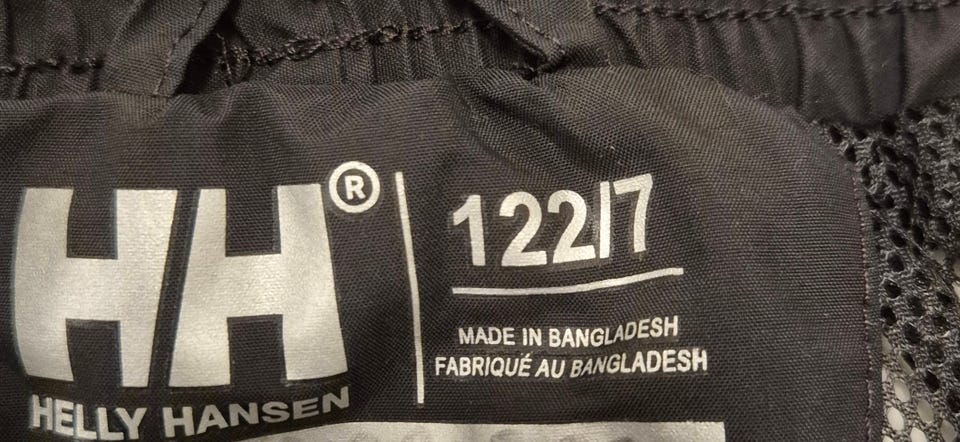 HH®
HELLY HANSEN
122/7
MADE IN BANGLADESH
FABRIQUÉ AU BANGLADESH